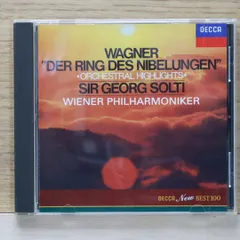 DECCA
WAGNER
"DER RING DES NIBELUNGEN"
•ORCHESTRAL HIGHLIGHTS•
SIR GEORG SOLTI
WIENER PHILHARMONIKER
DECCA New BEST 100